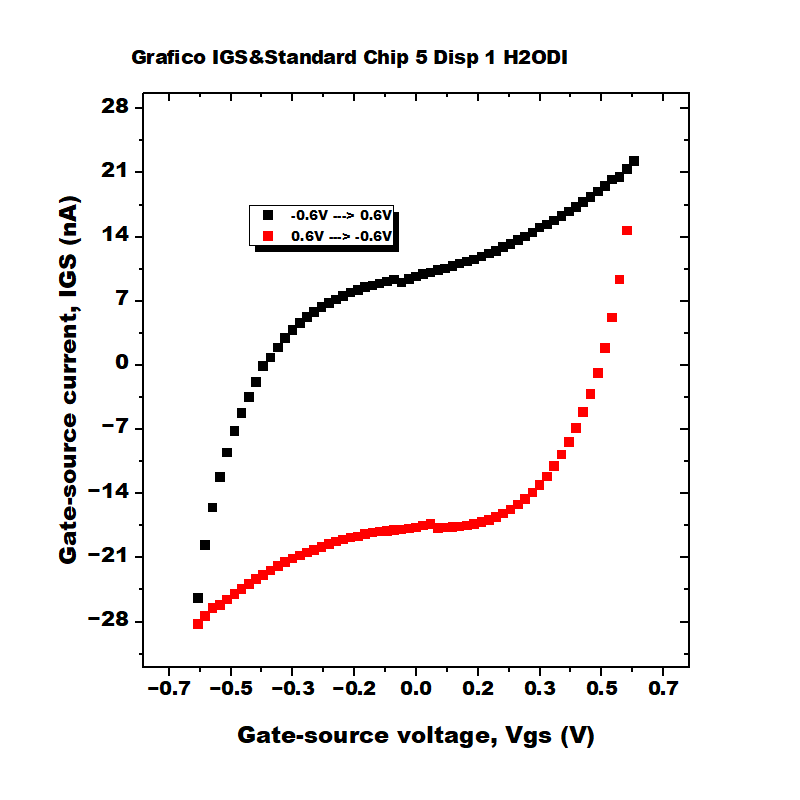 Grafico IGS&Standard Chip 5 Disp 1 H2ODI
28
21
14
7
0
−7
−14
−21
−28
Gate-source current, IGS (nA)
-0.6V ---> 0.6V
0.6V ---> -0.6V
−0.7 −0.5 −0.3 −0.2 0.0 0.2 0.3 0.5 0.7
Gate-source voltage, Vgs (V)